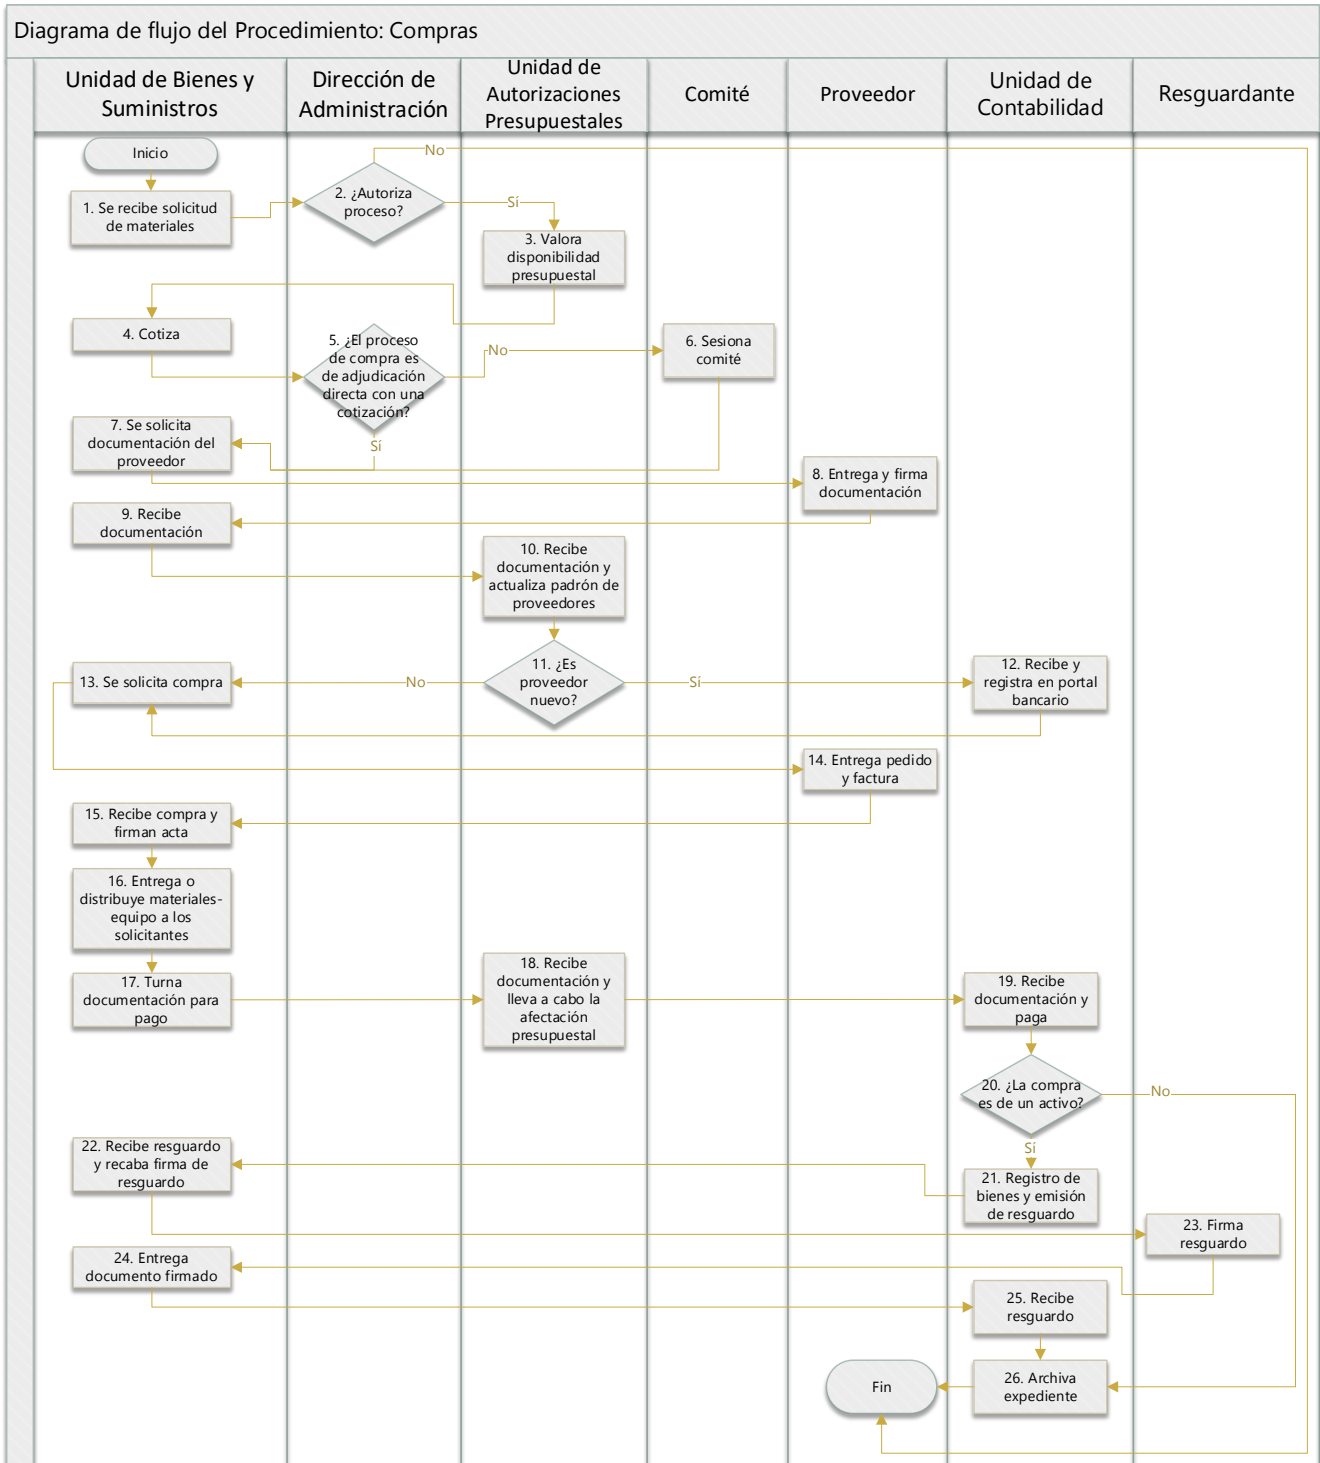 Diagrama de flujo del Procedimiento: Compras
Unidad de Bienes y
Suministros
Dirección de
Administración
Unidad de
Autorizaciones
Presupuestales
Comité
Proveedor
Unidad de
Contabilidad
Resguardante
Inicio
No
1. Se recibe solicitud
de materiales
2. ¿Autoriza
proceso?
Sí
3. Valora
disponibilidad
presupuestal
4. Cotiza
5. ¿El proceso
de compra es
de adjudicación
directa con una
cotización?
No
6. Sesiona
comité
Sí
7. Se solicita
documentación del
proveedor
8. Entrega y firma
documentación
9. Recibe
documentación
10. Recibe
documentación y
actualiza padrón de
proveedores
11. ¿Es
proveedor
nuevo?
No
Sí
12. Recibe y
registra en portal
bancario
13. Se solicita compra
14. Entrega pedido
y factura
15. Recibe compra y
firman acta
16. Entrega o
distribuye materiales-
equipo a los
solicitantes
17. Turna
documentación para
pago
18. Recibe
documentación y
lleva a cabo la
afectación
presupuestal
19. Recibe
documentación y
paga
20. ¿La compra
es de un activo?
No
Sí
21. Registro de
bienes y emisión
de resguardo
22. Recibe resguardo
y recaba firma de
resguardo
23. Firma
resguardo
24. Entrega
documento firmado
25. Recibe
resguardo
26. Archiva
expediente
Fin